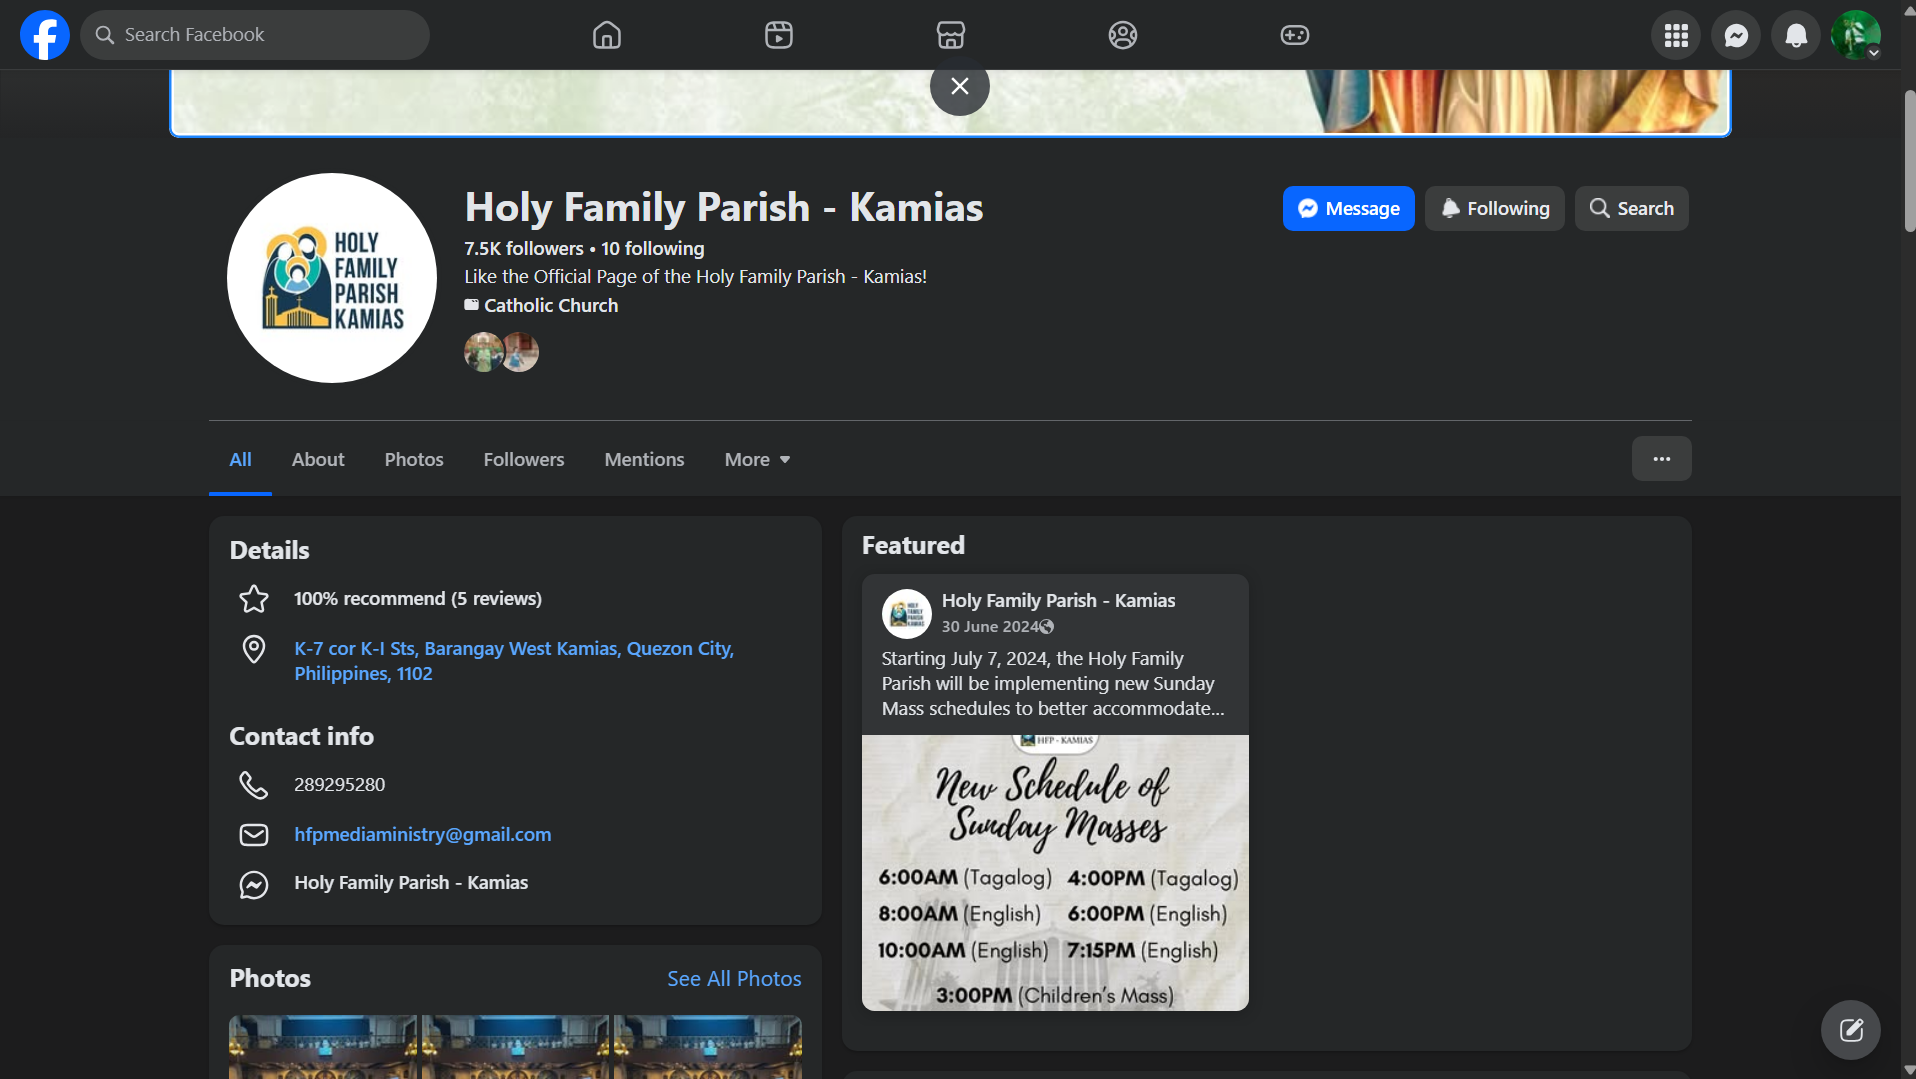 Search Facebook
HOLY
FAMILY
PARISH
KAMIAS
Holy Family Parish - Kamias
7.5K followers • 10 following
Like the Official Page of the Holy Family Parish - Kamias!
Catholic Church
Message
Following
Search
All
About
Photos
Followers
Mentions
More
Details
100% recommend (5 reviews)
K-7 cor K-I Sts, Barangay West Kamias, Quezon City,
Philippines, 1102
Contact info
289295280
hfpmediaministry@gmail.com
Holy Family Parish - Kamias
Photos
See All Photos
Featured
HOLY
FAMILY
PARISH
KAMIAS
Holy Family Parish - Kamias
30 June 2024
Starting July 7, 2024, the Holy Family
Parish will be implementing new Sunday
Mass schedules to better accommodate...
HFP - KAMIAS
New Schedule of
Sunday Masses
6:00AM (Tagalog) 4:00PM (Tagalog)
8:00AM (English) 6:00PM (English)
10:00AM (English) 7:15PM (English)
3:00PM (Children's Mass)